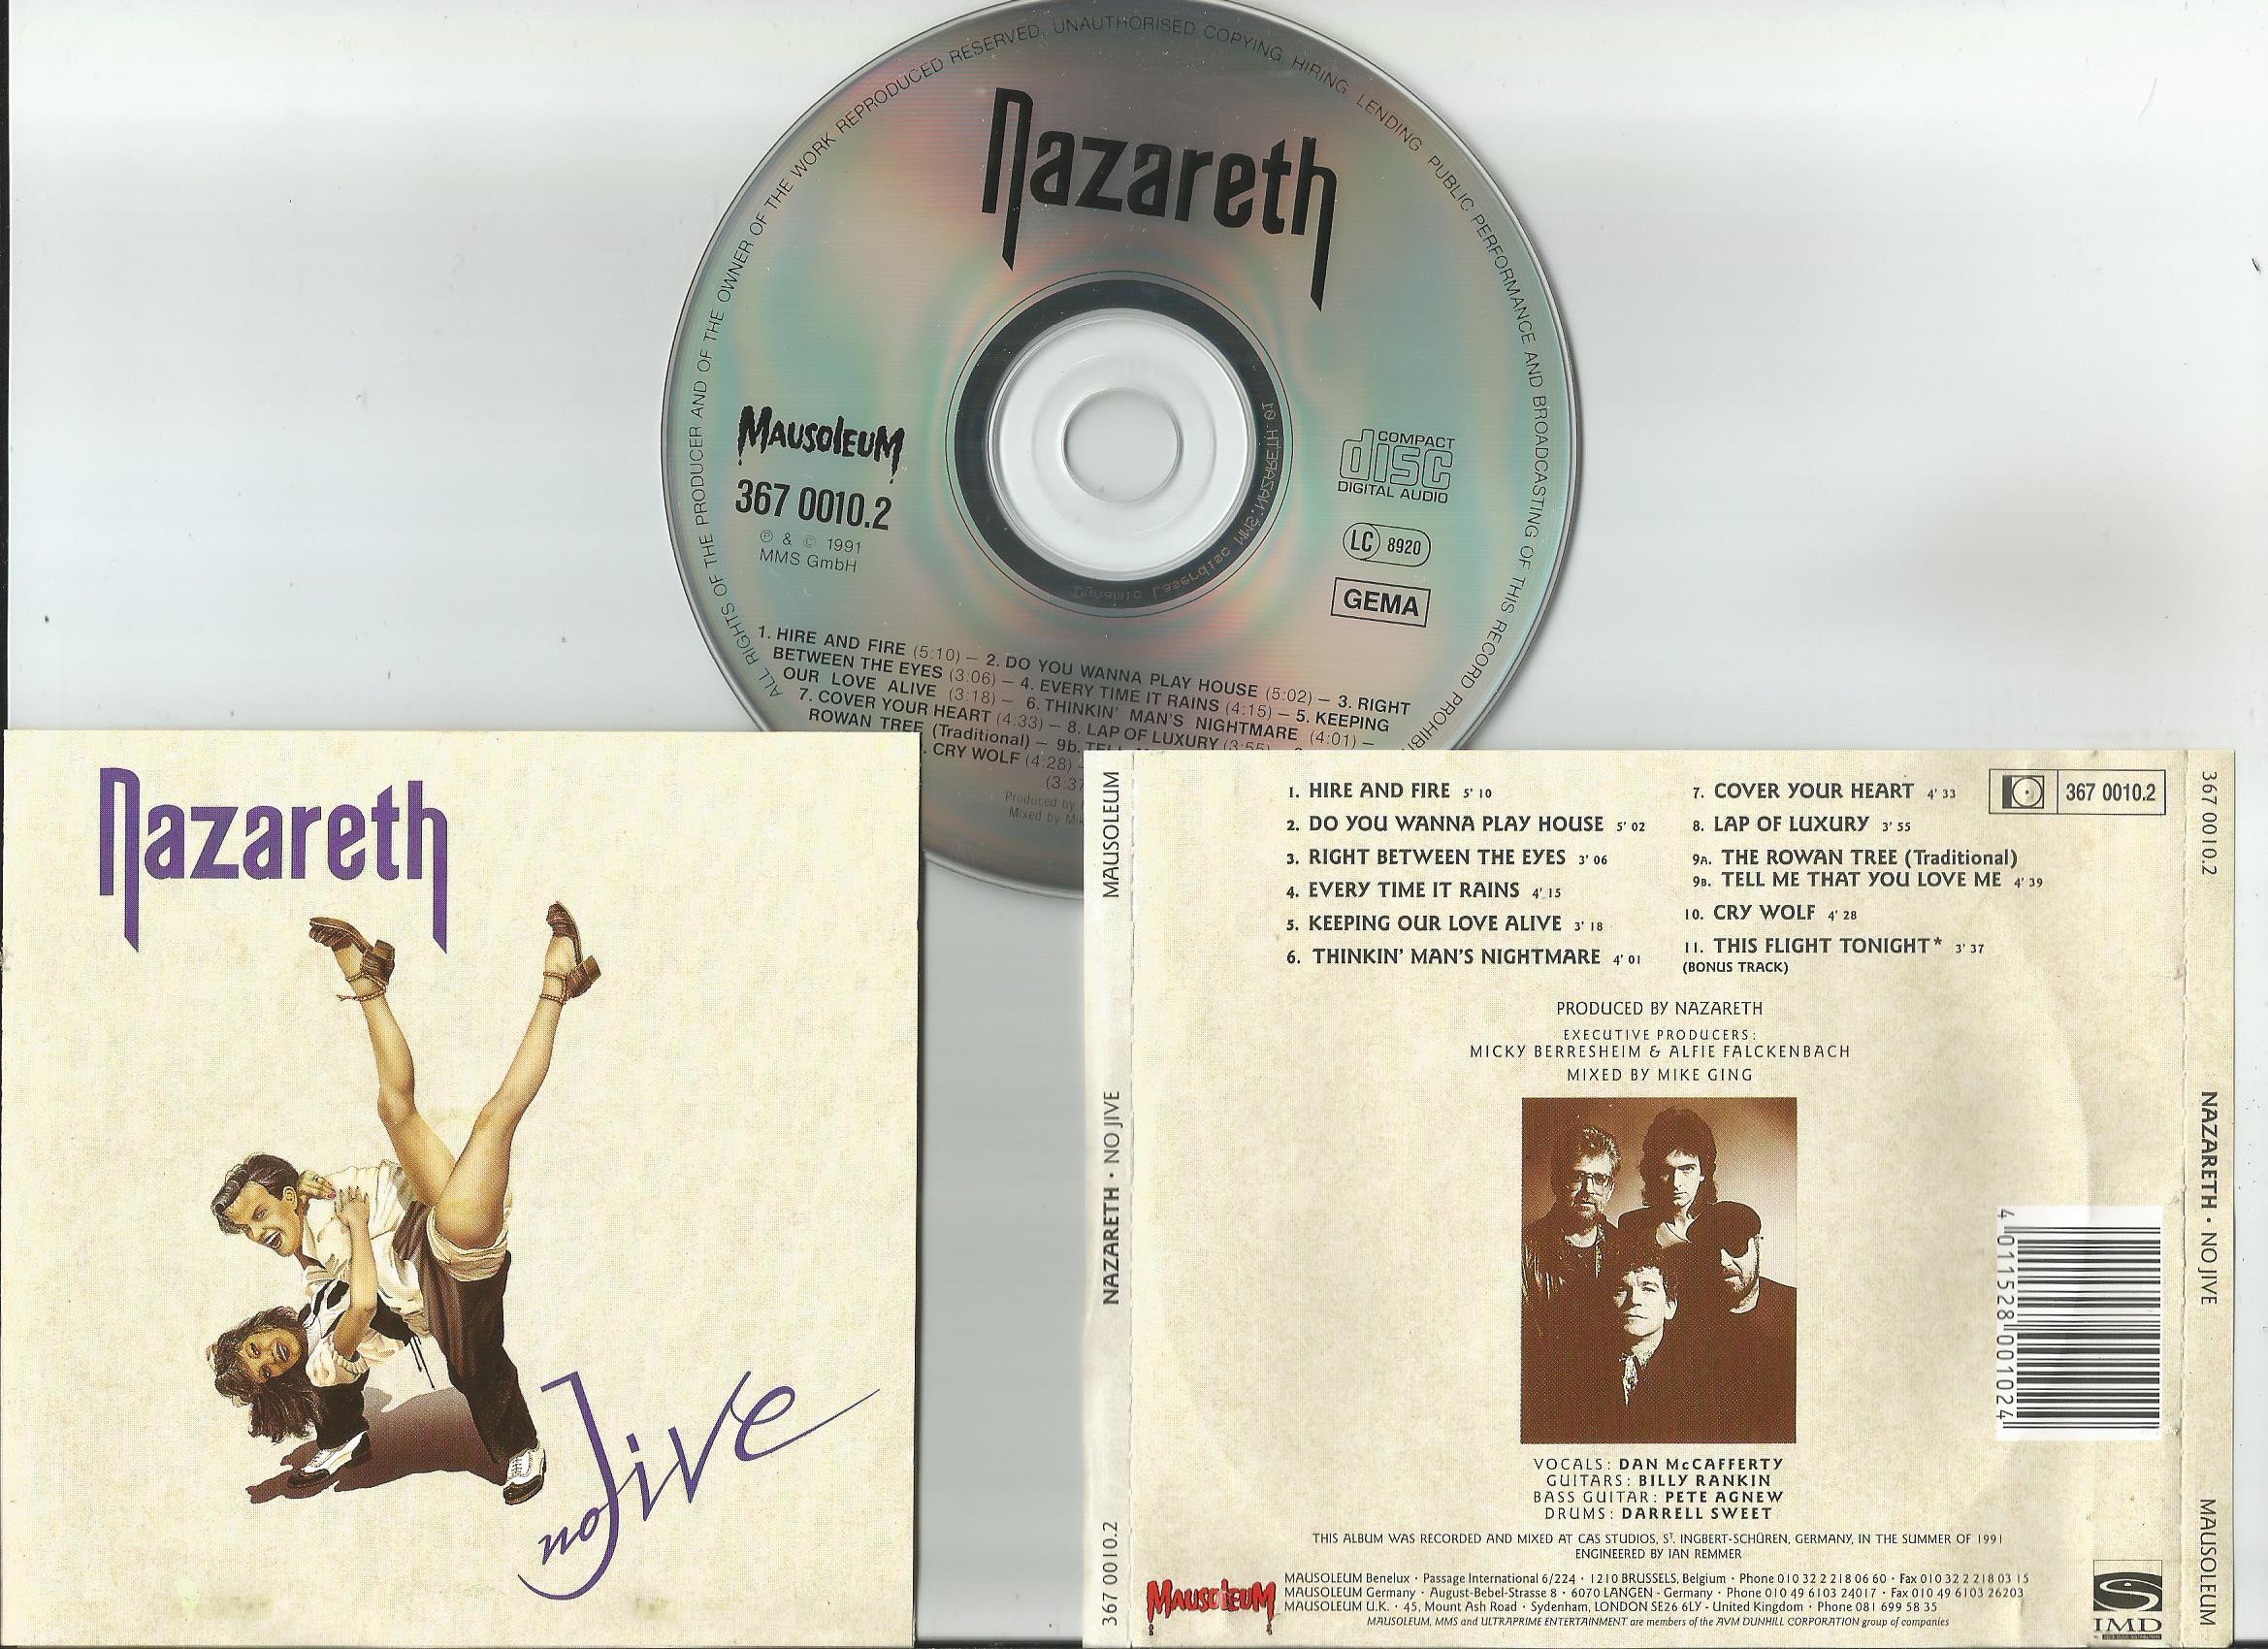 ALL RIGHTS OF THE PRODUCER AND OF THE OWNER OF THE WORK REPRODUCED RESERVED. UNAUTHORISED COPYING, HIRING, LENDING, PUBLIC PERFORMANCE AND BROADCASTING OF THIS RECORD PROHIBI
Nazareth
MAUSOLEUM
367 0010.2
℗ & © 1991
MMS GmbH
COMPACT
disc
DIGITAL AUDIO
LC 8920
GEMA
Dynamic Laserdisc MMS. NAZARETH 01
1. HIRE AND FIRE (5:10) – 2. DO YOU WANNA PLAY HOUSE (5:02) – 3. RIGHT
BETWEEN THE EYES (3:06) – 4. EVERY TIME IT RAINS (4:15) – 5. KEEPING
OUR LOVE ALIVE (3:18) – 6. THINKIN' MAN'S NIGHTMARE (4:01) –
7. COVER YOUR HEART (4:33) – 8. LAP OF LUXURY (3:55)
ROWAN TREE (Traditional) – 9b. TELL
. CRY WOLF (4:28)
(3:37
Produced by
Mixed by
Nazareth
no Jive
MAUSOLEUM
NAZARETH · NO JIVE
367 0010.2
1. HIRE AND FIRE 5' 10
2. DO YOU WANNA PLAY HOUSE 5' 02
3. RIGHT BETWEEN THE EYES 3' 06
4. EVERY TIME IT RAINS 4' 15
5. KEEPING OUR LOVE ALIVE 3' 18
6. THINKIN' MAN'S NIGHTMARE 4' 01
7. COVER YOUR HEART 4' 33
8. LAP OF LUXURY 3' 55
9A. THE ROWAN TREE (Traditional)
9B. TELL ME THAT YOU LOVE ME 4' 39
10. CRY WOLF 4' 28
11. THIS FLIGHT TONIGHT* 3' 37
(BONUS TRACK)
367 0010.2
PRODUCED BY NAZARETH
EXECUTIVE PRODUCERS:
MICKY BERRESHEIM & ALFIE FALCKENBACH
MIXED BY MIKE GING
VOCALS: DAN McCAFFERTY
GUITARS: BILLY RANKIN
BASS GUITAR: PETE AGNEW
DRUMS: DARRELL SWEET
THIS ALBUM WAS RECORDED AND MIXED AT CAS STUDIOS, ST. INGBERT-SCHÜREN, GERMANY, IN THE SUMMER OF 1991
ENGINEERED BY IAN REMMER
MAUSOLEUM
MAUSOLEUM Benelux · Passage International 6/224 · 1210 BRUSSELS, Belgium · Phone 010 32 2 218 06 60 · Fax 010 32 2 218 03 15
MAUSOLEUM Germany · August-Bebel-Strasse 8 · 6070 LANGEN - Germany · Phone 010 49 6103 24017 · Fax 010 49 6103 26203
MAUSOLEUM U.K. · 45, Mount Ash Road · Sydenham, LONDON SE26 6LY - United Kingdom · Phone 081 699 58 35
MAUSOLEUM, MMS and ULTRAPRIME ENTERTAINMENT are members of the AVM DUNHILL CORPORATION group of companies
4 011528 001024
IMD
367 0010.2
NAZARETH · NO JIVE
MAUSOLEUM